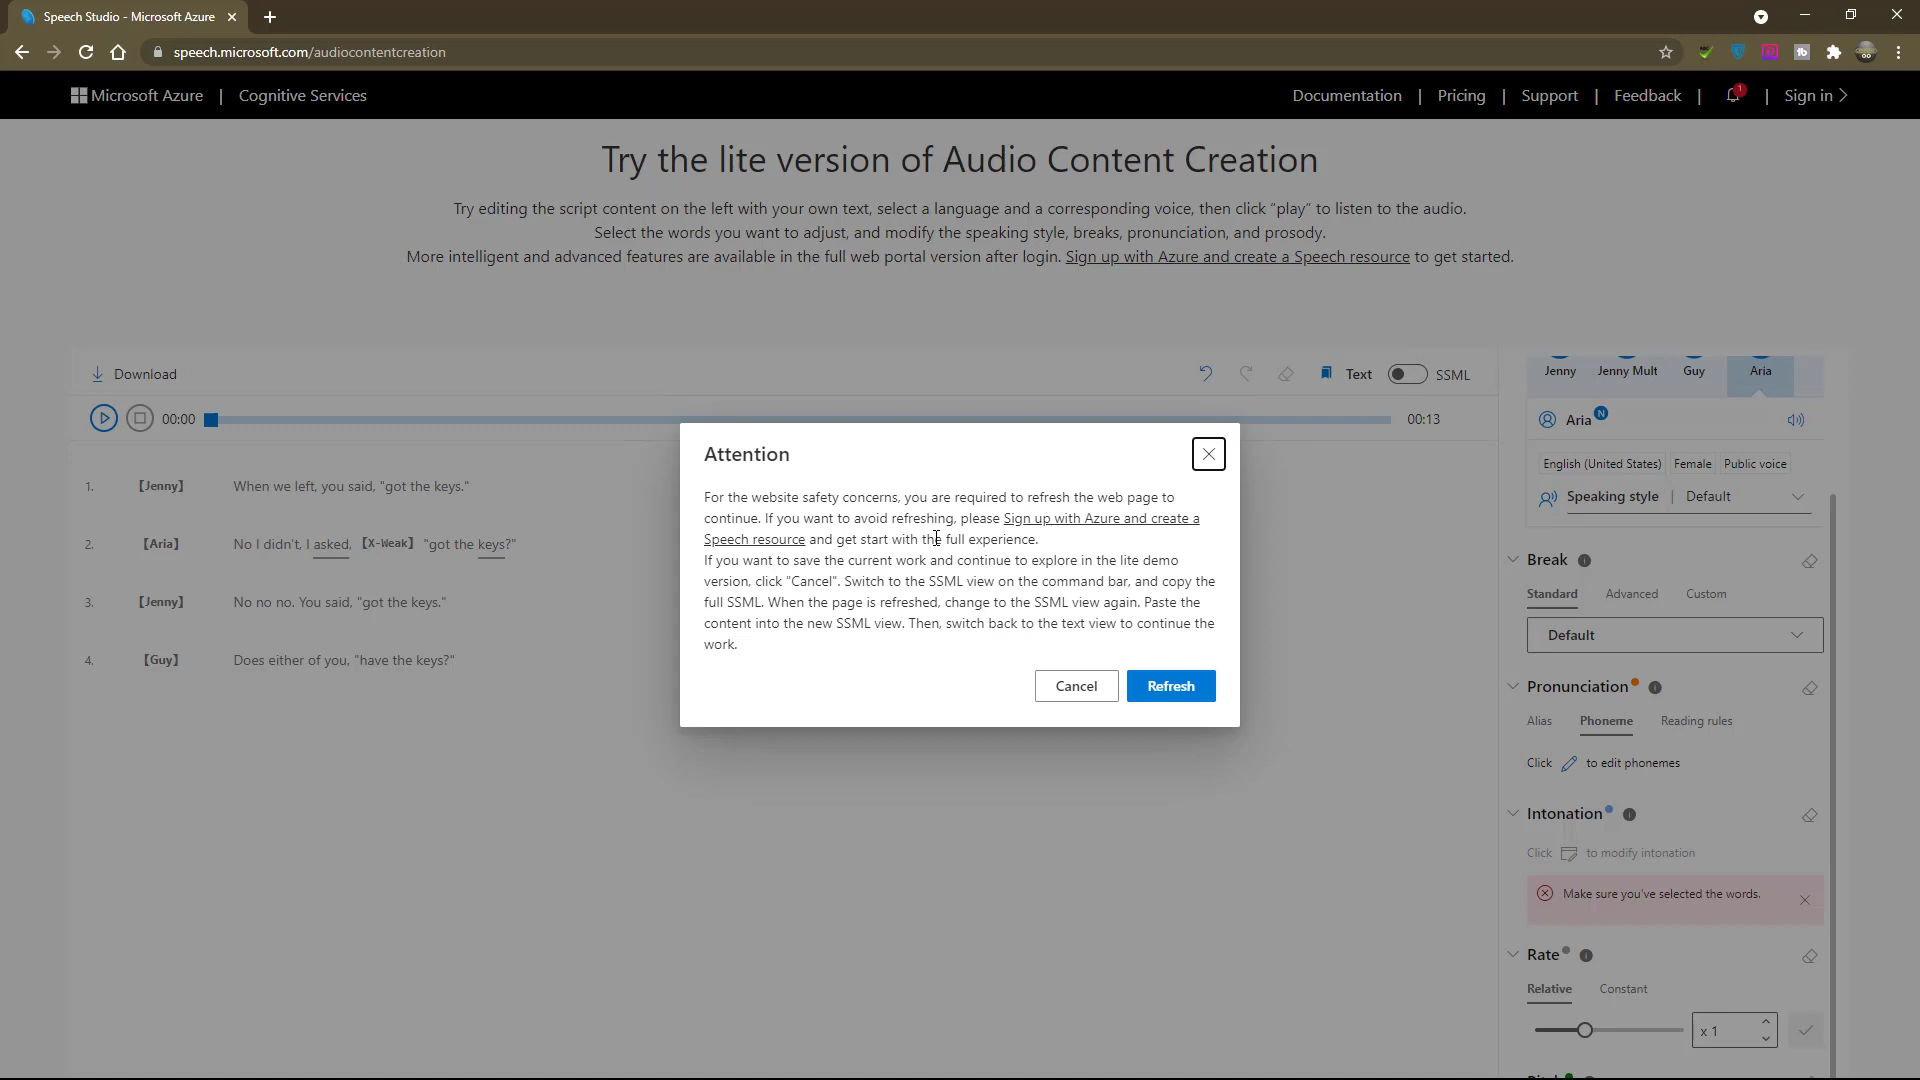 Speech Studio - Microsoft Azure
speech.microsoft.com/audiocontentcreation
Microsoft Azure | Cognitive Services
Documentation | Pricing | Support | Feedback | 1 | Sign in
Try the lite version of Audio Content Creation
Try editing the script content on the left with your own text, select a language and a corresponding voice, then click "play" to listen to the audio.
Select the words you want to adjust, and modify the speaking style, breaks, pronunciation, and prosody.
More intelligent and advanced features are available in the full web portal version after login. Sign up with Azure and create a Speech resource to get started.
Download
Text SSML
00:00
00:13
1. [Jenny] When we left, you said, "got the keys."
2. [Aria] No I didn't, I asked, [X-Weak] "got the keys?"
3. [Jenny] No no no. You said, "got the keys."
4. [Guy] Does either of you, "have the keys?"
Attention
For the website safety concerns, you are required to refresh the web page to
continue. If you want to avoid refreshing, please Sign up with Azure and create a
Speech resource and get start with the full experience.
If you want to save the current work and continue to explore in the lite demo
version, click "Cancel". Switch to the SSML view on the command bar, and copy the
full SSML. When the page is refreshed, change to the SSML view again. Paste the
content into the new SSML view. Then, switch back to the text view to continue the
work.
Cancel Refresh
Jenny Jenny Mult Guy Aria
Aria N
English (United States) Female Public voice
Speaking style | Default
Break
Standard Advanced Custom
Default
Pronunciation
Alias Phoneme Reading rules
Click to edit phonemes
Intonation
Click to modify intonation
Make sure you've selected the words.
Rate
Relative Constant
x 1